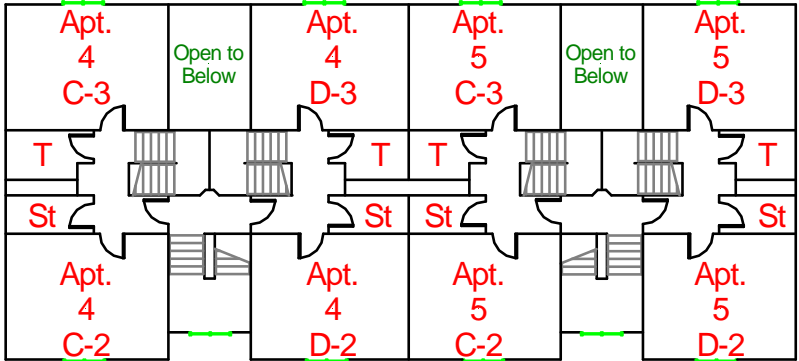 Apt.
4
C-3
Open to
Below
Apt.
4
D-3
Apt.
5
C-3
Open to
Below
Apt.
5
D-3
T
T
T
T
St
St
St
St
Apt.
4
C-2
Apt.
4
D-2
Apt.
5
C-2
Apt.
5
D-2